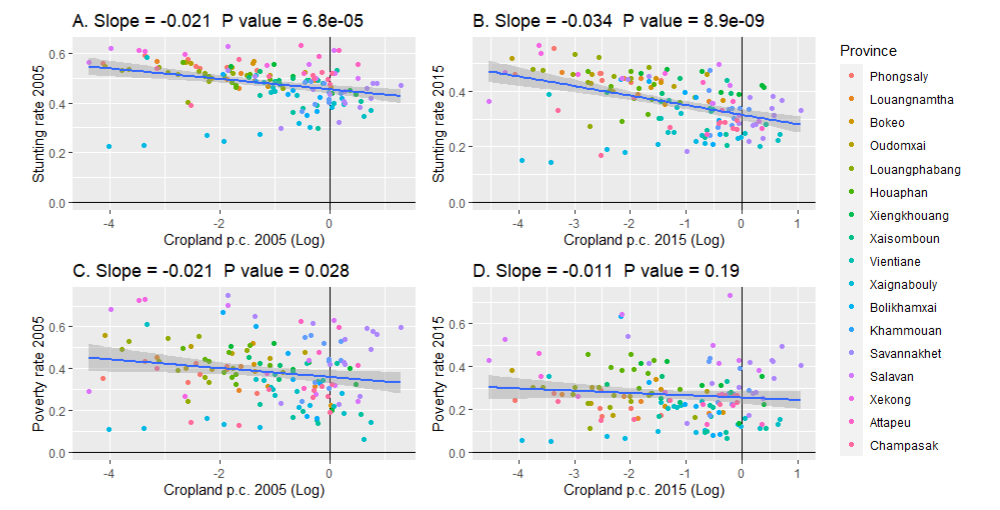 A. Slope = -0.021 P value = 6.8e-05
Stunting rate 2005
0.6
0.4
0.2
0.0
-4
-2
0
Cropland p.c. 2005 (Log)
B. Slope = -0.034 P value = 8.9e-09
Stunting rate 2015
0.4
0.2
0.0
-4
-3
-2
-1
0
1
Cropland p.c. 2015 (Log)
C. Slope = -0.021 P value = 0.028
Poverty rate 2005
0.6
0.4
0.2
0.0
-4
-2
0
Cropland p.c. 2005 (Log)
D. Slope = -0.011 P value = 0.19
Poverty rate 2015
0.6
0.4
0.2
0.0
-4
-3
-2
-1
0
1
Cropland p.c. 2015 (Log)
Province
Phongsaly
Louangnamtha
Bokeo
Oudomxai
Louangphabang
Houaphan
Xiengkhouang
Xaisomboun
Vientiane
Xaignabouly
Bolikhamxai
Khammouan
Savannakhet
Salavan
Xekong
Attapeu
Champasak